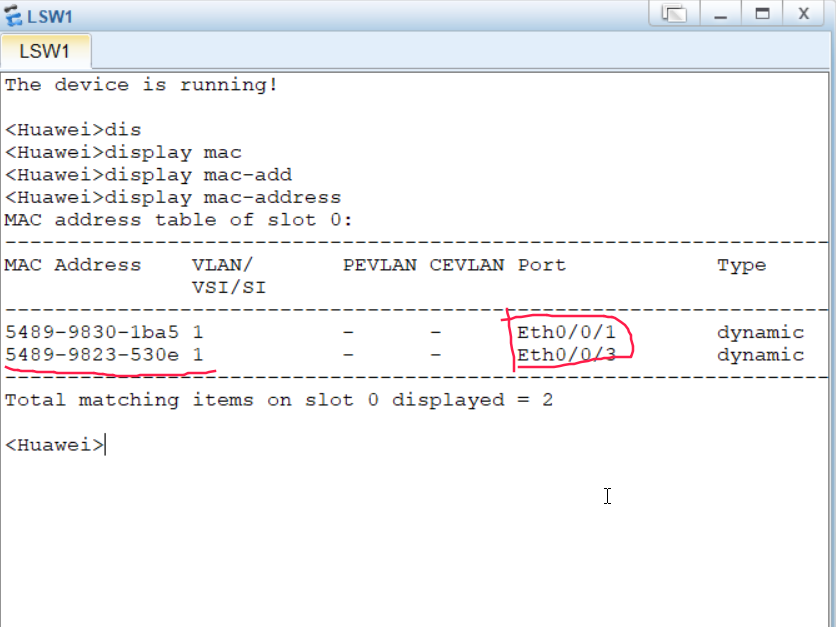 LSW1
LSW1
The device is running!
<Huawei>dis
<Huawei>display mac
<Huawei>display mac-add
<Huawei>display mac-address
MAC address table of slot 0:
-------------------------------------------------------------------
MAC Address    VLAN/       PEVLAN CEVLAN Port            Type
               VSI/SI
-------------------------------------------------------------------
5489-9830-1ba5 1           -      -      Eth0/0/1        dynamic
5489-9823-530e 1           -      -      Eth0/0/3        dynamic
-------------------------------------------------------------------
Total matching items on slot 0 displayed = 2
<Huawei>